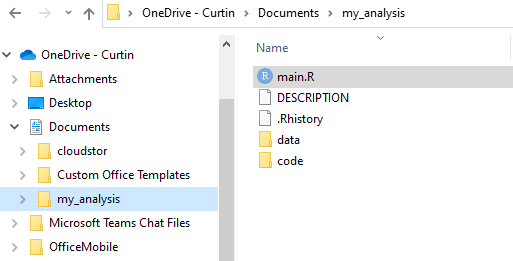 OneDrive - Curtin > Documents > my_analysis
OneDrive - Curtin
Attachments
Desktop
Documents
cloudstor
Custom Office Templates
my_analysis
Microsoft Teams Chat Files
OfficeMobile
Name
R main.R
DESCRIPTION
.Rhistory
data
code